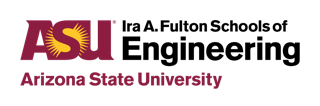 ASU Ira A. Fulton Schools of
Engineering
Arizona State University